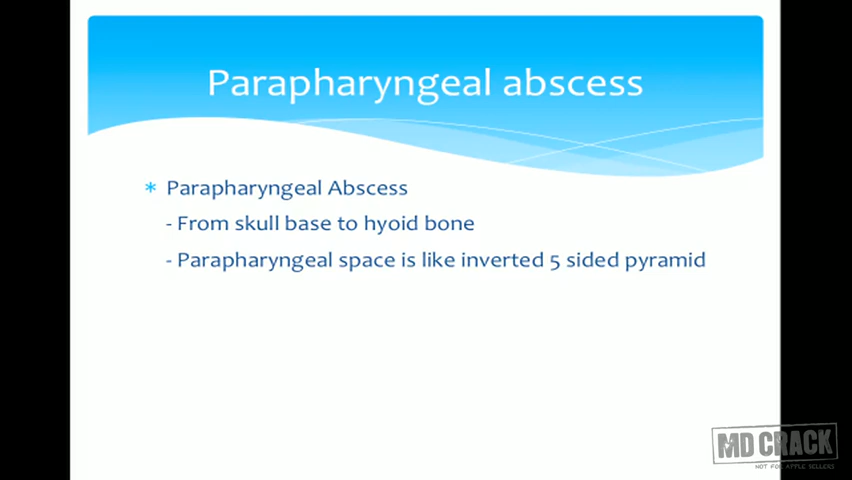 Parapharyngeal abscess
* Parapharyngeal Abscess
- From skull base to hyoid bone
- Parapharyngeal space is like inverted 5 sided pyramid
MD CRACK
NOT FOR APPLE SELLERS